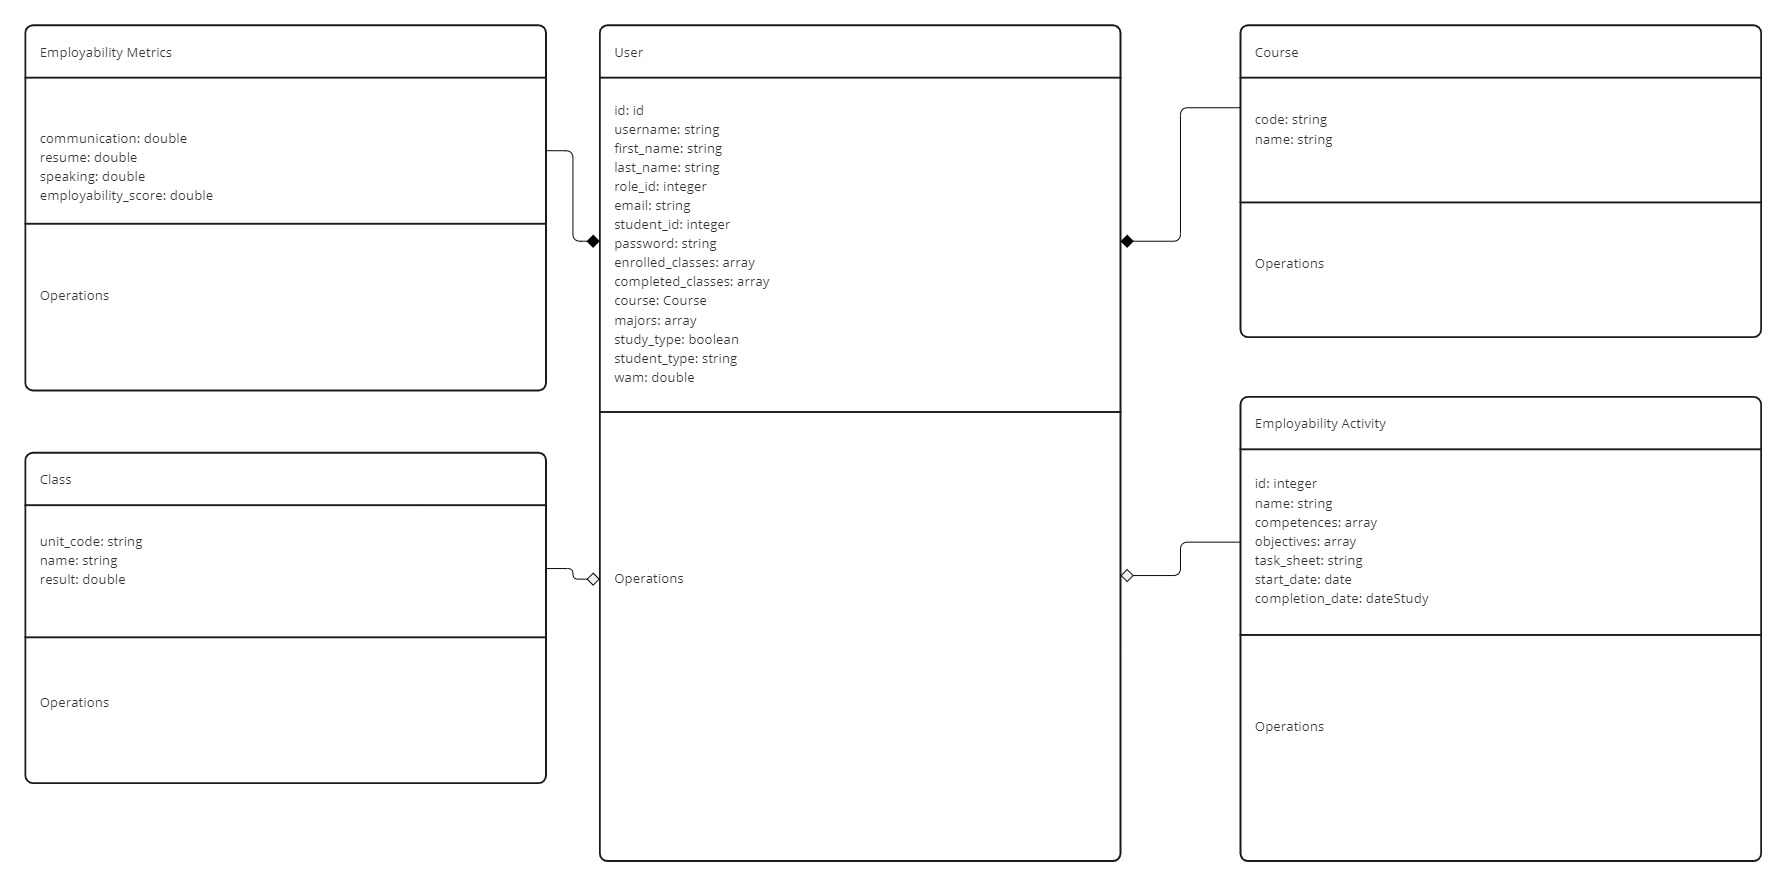 Employability Metrics
communication: double
resume: double
speaking: double
employability_score: double
Operations
Class
unit_code: string
name: string
result: double
Operations
User
id: id
username: string
first_name: string
last_name: string
role_id: integer
email: string
student_id: integer
password: string
enrolled_classes: array
completed_classes: array
course: Course
majors: array
study_type: boolean
student_type: string
wam: double
Operations
Course
code: string
name: string
Operations
Employability Activity
id: integer
name: string
competences: array
objectives: array
task_sheet: string
start_date: date
completion_date: dateStudy
Operations